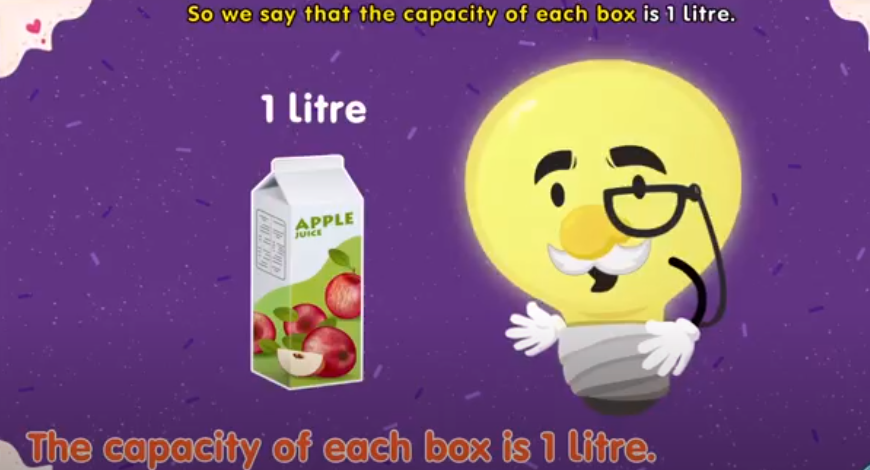 So we say that the capacity of each box is 1 litre.
1 litre
APPLE
JUICE
The capacity of each box is 1 litre.